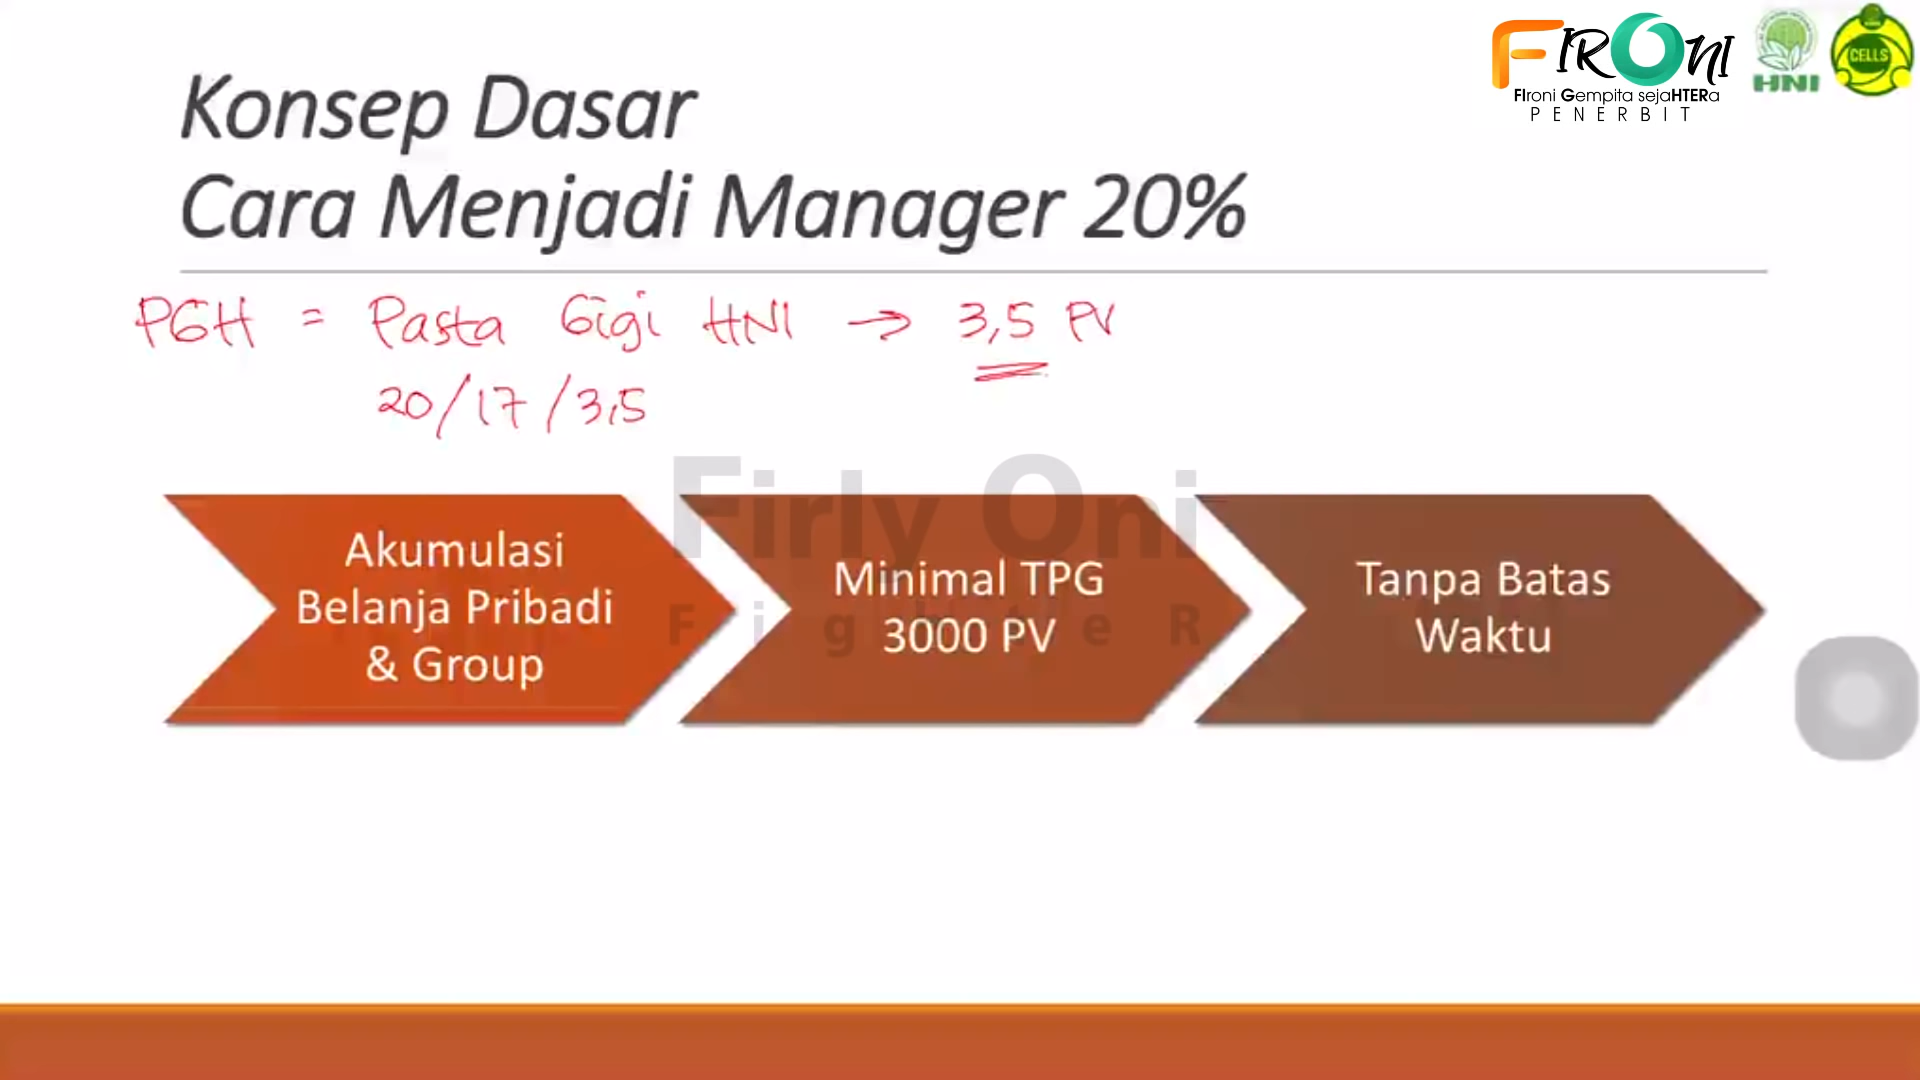 FIRONI
FIroni Gempita sejaHTERa
PENERBIT
HNI
CELLS
Konsep Dasar
Cara Menjadi Manager 20%
PGH = Pasta Gigi HNI → 3,5 PV
20/17/3,5
Firly Oni
FighteR
Akumulasi
Belanja Pribadi
& Group
Minimal TPG
3000 PV
Tanpa Batas
Waktu